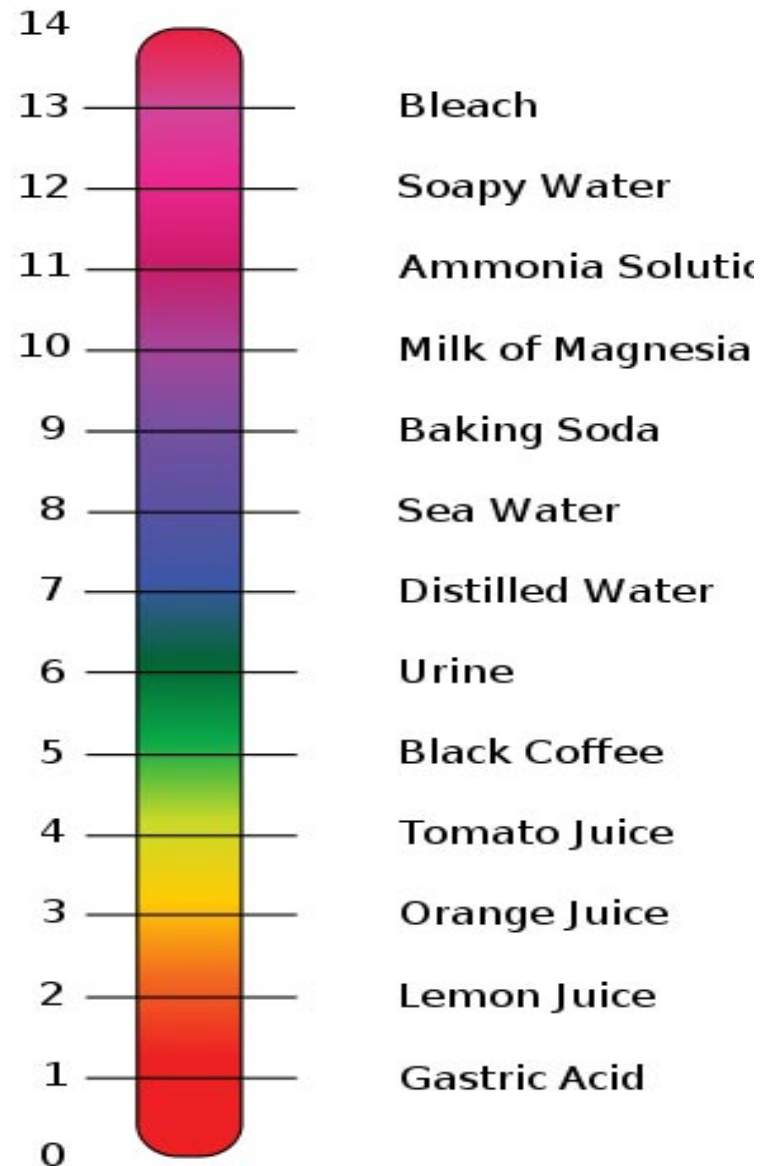 14
13 Bleach
12 Soapy Water
11 Ammonia Solutic
10 Milk of Magnesia
9 Baking Soda
8 Sea Water
7 Distilled Water
6 Urine
5 Black Coffee
4 Tomato Juice
3 Orange Juice
2 Lemon Juice
1 Gastric Acid
0